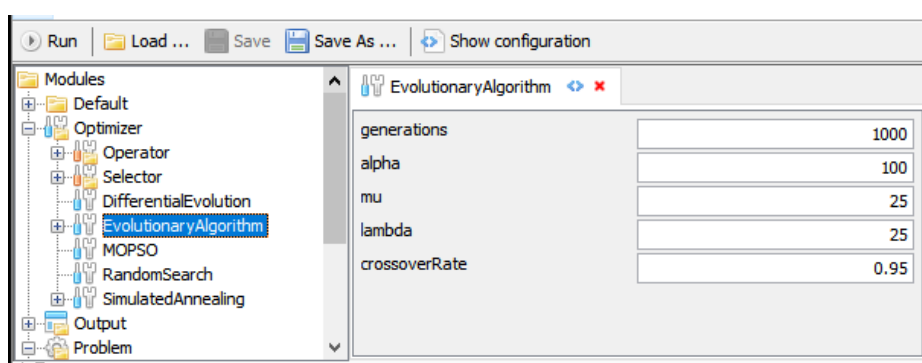 Run Load ... Save Save As ... Show configuration
Modules
Default
Optimizer
Operator
Selector
DifferentialEvolution
EvolutionaryAlgorithm
MOPSO
RandomSearch
SimulatedAnnealing
Output
Problem
EvolutionaryAlgorithm
generations 1000
alpha 100
mu 25
lambda 25
crossoverRate 0.95